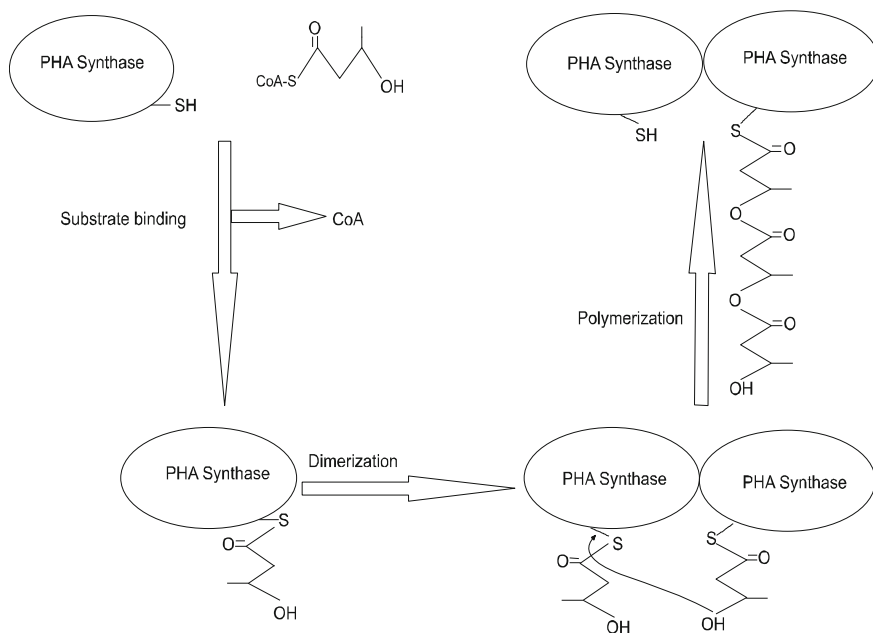 PHA Synthase
SH
O
CoA-S
OH
Substrate binding
CoA
PHA Synthase
S
O
OH
Dimerization
PHA Synthase
PHA Synthase
S
S
O
O
OH
OH
Polymerization
PHA Synthase
PHA Synthase
SH
S
O
O
O
O
O
OH